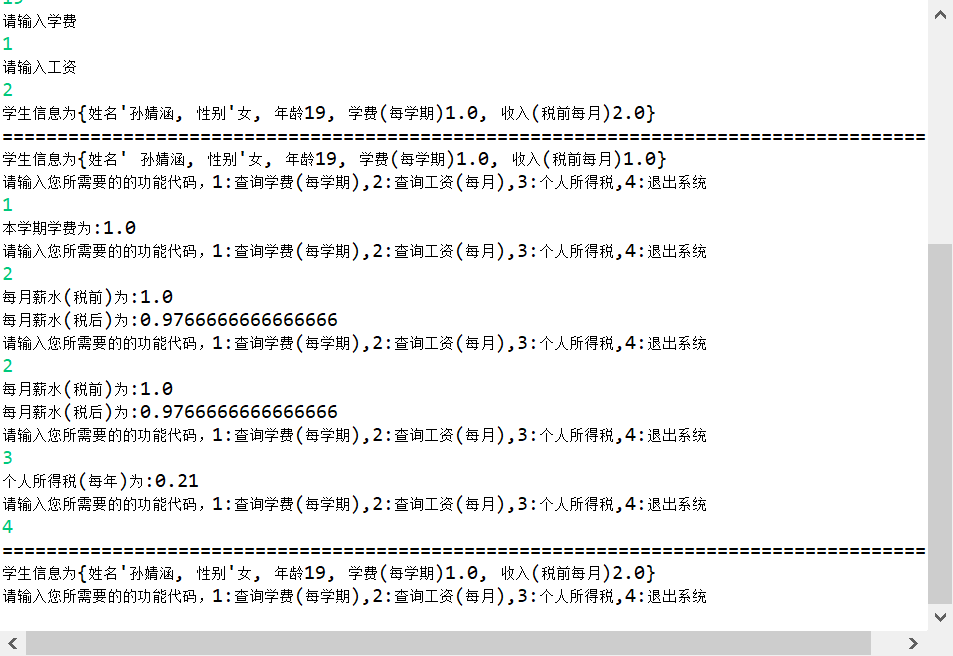 19
请输入学费
1
请输入工资
2
学生信息为{姓名'孙婧涵, 性别'女, 年龄19, 学费(每学期)1.0, 收入(税前每月)2.0}
====================================================================================
学生信息为{姓名' 孙婧涵, 性别'女, 年龄19, 学费(每学期)1.0, 收入(税前每月)1.0}
请输入您所需要的的功能代码，1:查询学费(每学期),2:查询工资(每月),3:个人所得税,4:退出系统
1
本学期学费为:1.0
请输入您所需要的的功能代码，1:查询学费(每学期),2:查询工资(每月),3:个人所得税,4:退出系统
2
每月薪水(税前)为:1.0
每月薪水(税后)为:0.9766666666666666
请输入您所需要的的功能代码，1:查询学费(每学期),2:查询工资(每月),3:个人所得税,4:退出系统
2
每月薪水(税前)为:1.0
每月薪水(税后)为:0.9766666666666666
请输入您所需要的的功能代码，1:查询学费(每学期),2:查询工资(每月),3:个人所得税,4:退出系统
3
个人所得税(每年)为:0.21
请输入您所需要的的功能代码，1:查询学费(每学期),2:查询工资(每月),3:个人所得税,4:退出系统
4
====================================================================================
学生信息为{姓名'孙婧涵, 性别'女, 年龄19, 学费(每学期)1.0, 收入(税前每月)2.0}
请输入您所需要的的功能代码，1:查询学费(每学期),2:查询工资(每月),3:个人所得税,4:退出系统